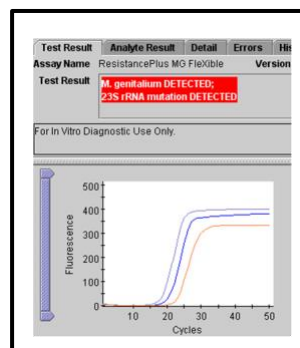 Test Result Analyte Result Detail Errors His
Assay Name ResistancePlus MG FleXible Version
Test Result M. genitalium DETECTED;
23S rRNA mutation DETECTED
For In Vitro Diagnostic Use Only.
Fluorescence
500
400
300
200
100
0
10 20 30 40 50
Cycles